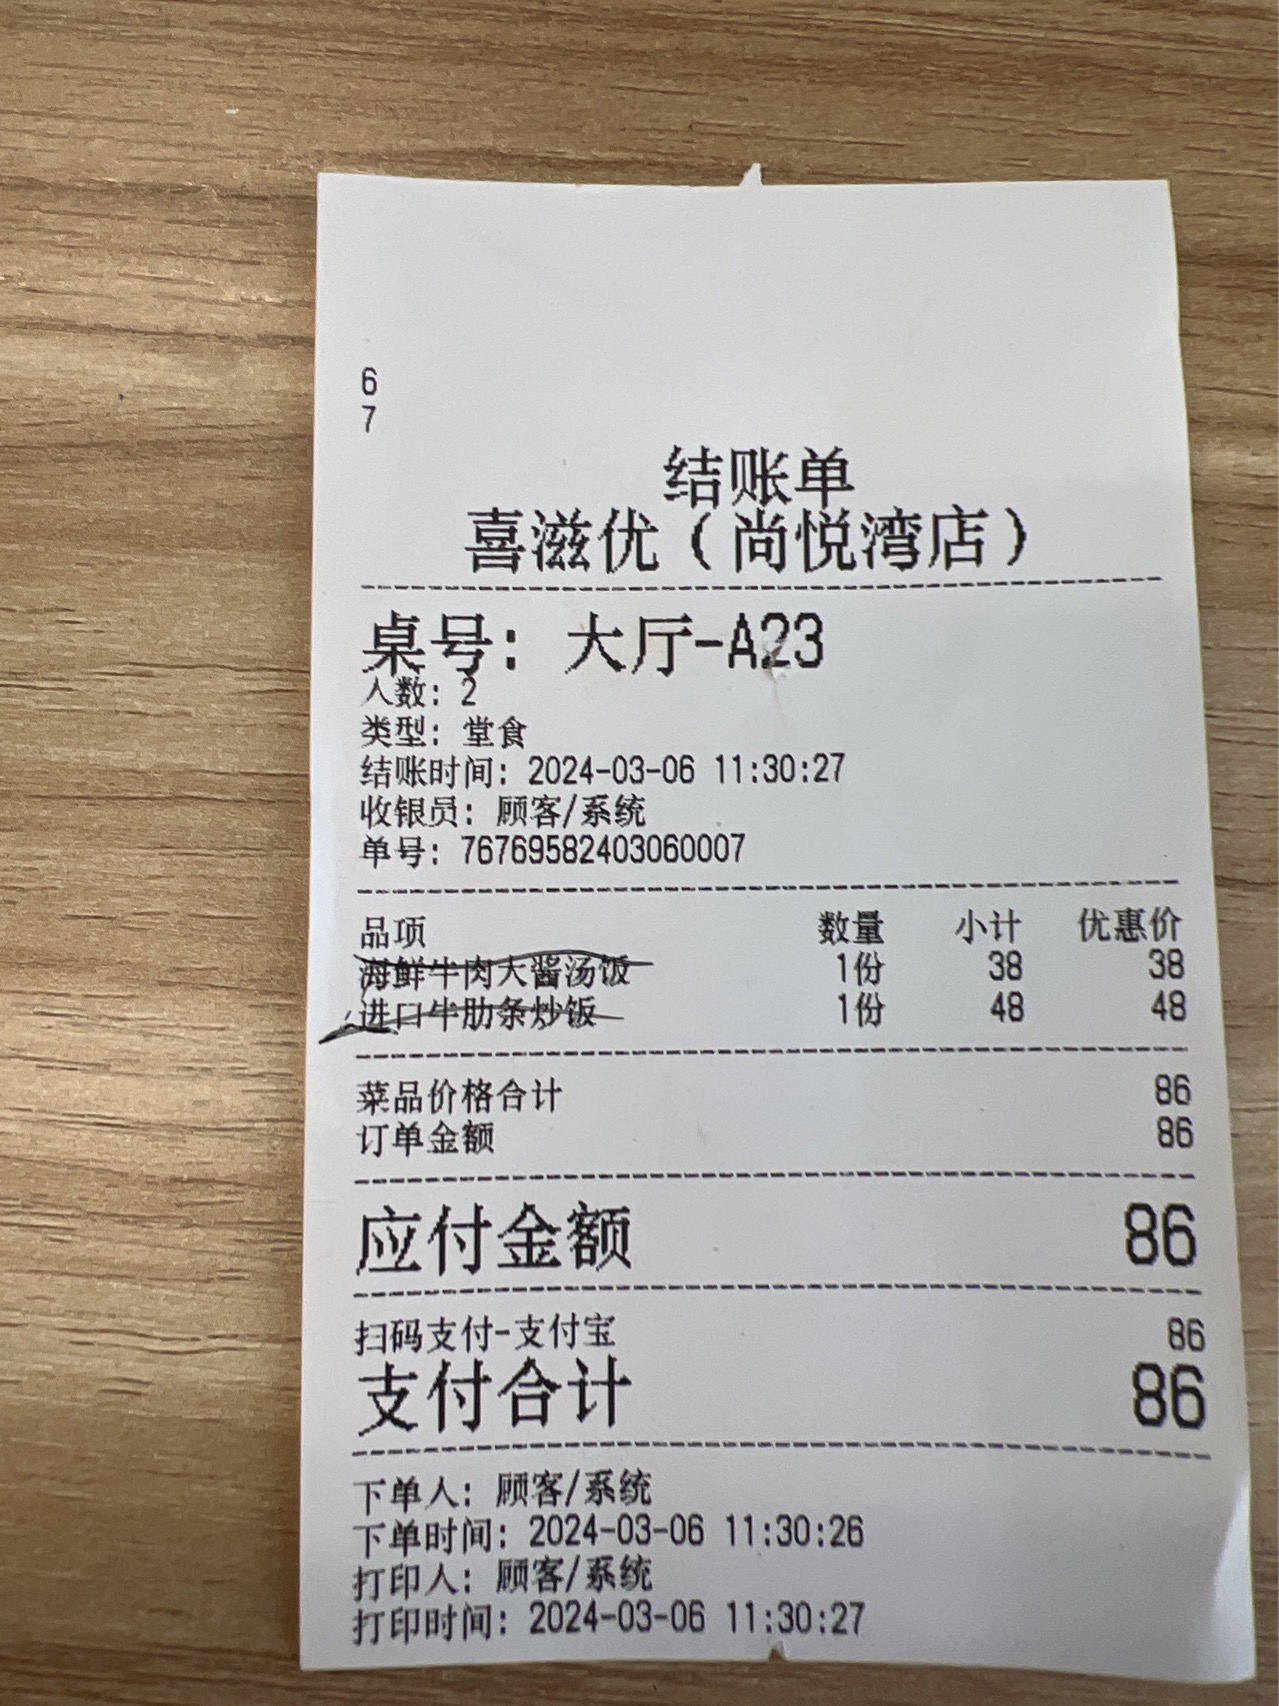 6
7
结账单
喜滋优（尚悦湾店）
桌号: 大厅-A23
人数: 2
类型: 堂食
结账时间: 2024-03-06 11:30:27
收银员: 顾客/系统
单号: 76769582403060007
品项 数量 小计 优惠价
海鲜牛肉大酱汤饭 1份 38 38
进口牛肋条炒饭 1份 48 48
菜品价格合计 86
订单金额 86
应付金额 86
扫码支付-支付宝 86
支付合计 86
下单人: 顾客/系统
下单时间: 2024-03-06 11:30:26
打印人: 顾客/系统
打印时间: 2024-03-06 11:30:27